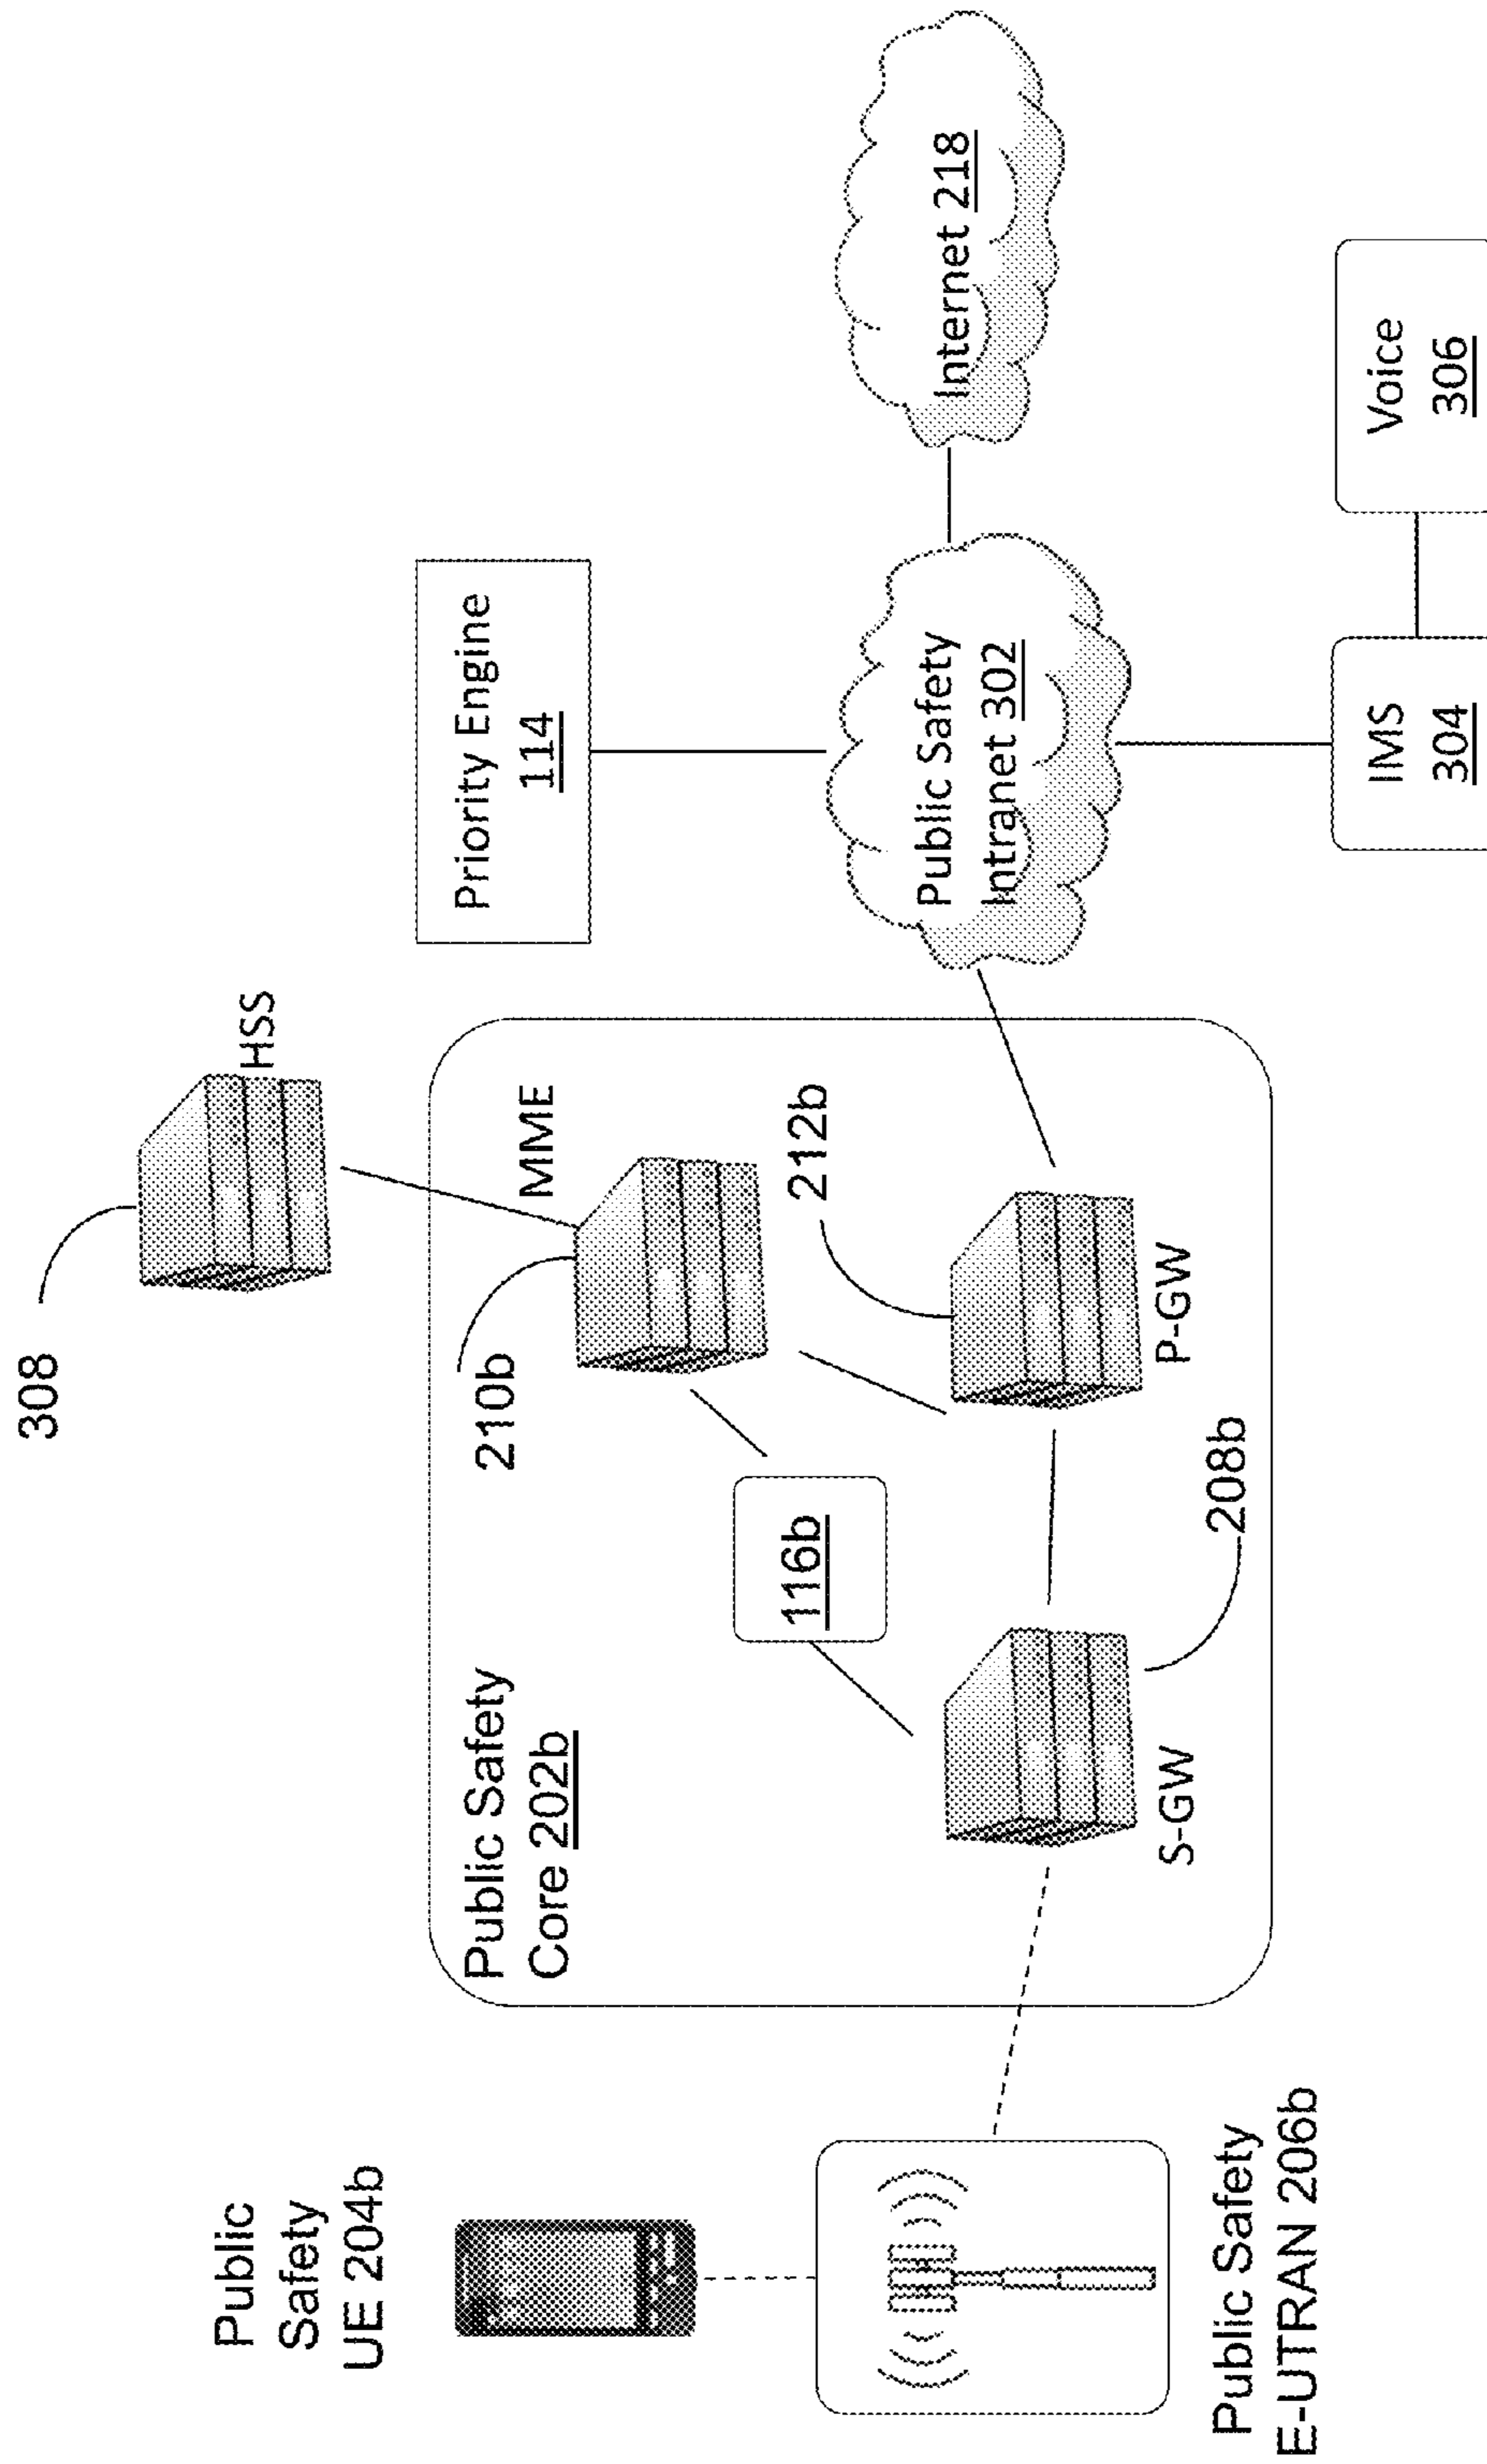 308
HSS
Public
Safety
UE 204b
Public Safety
Core 202b
210b
MME
Priority Engine
114
116b
212b
Public Safety
Intranet 302
Internet 218
S-GW
208b
P-GW
Public Safety
E-UTRAN 206b
IMS
304
Voice
306